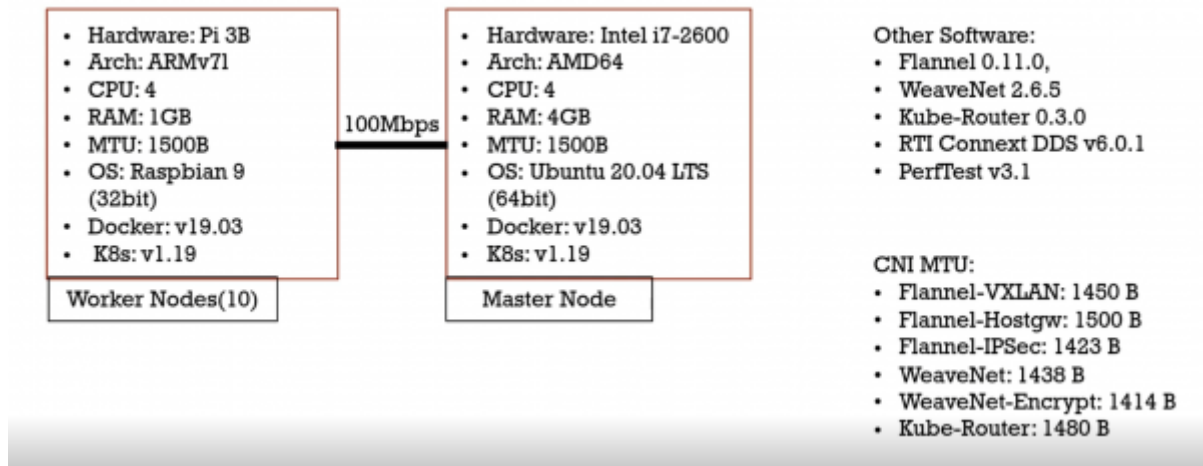 • Hardware: Pi 3B
• Arch: ARMv7l
• CPU: 4
• RAM: 1GB
• MTU: 1500B
• OS: Raspbian 9
(32bit)
• Docker: v19.03
• K8s: v1.19
Worker Nodes(10)
100Mbps
• Hardware: Intel i7-2600
• Arch: AMD64
• CPU: 4
• RAM: 4GB
• MTU: 1500B
• OS: Ubuntu 20.04 LTS
(64bit)
• Docker: v19.03
• K8s: v1.19
Master Node
Other Software:
• Flannel 0.11.0,
• WeaveNet 2.6.5
• Kube-Router 0.3.0
• RTI Connext DDS v6.0.1
• PerfTest v3.1
CNI MTU:
• Flannel-VXLAN: 1450 B
• Flannel-Hostgw: 1500 B
• Flannel-IPSec: 1423 B
• WeaveNet: 1438 B
• WeaveNet-Encrypt: 1414 B
• Kube-Router: 1480 B